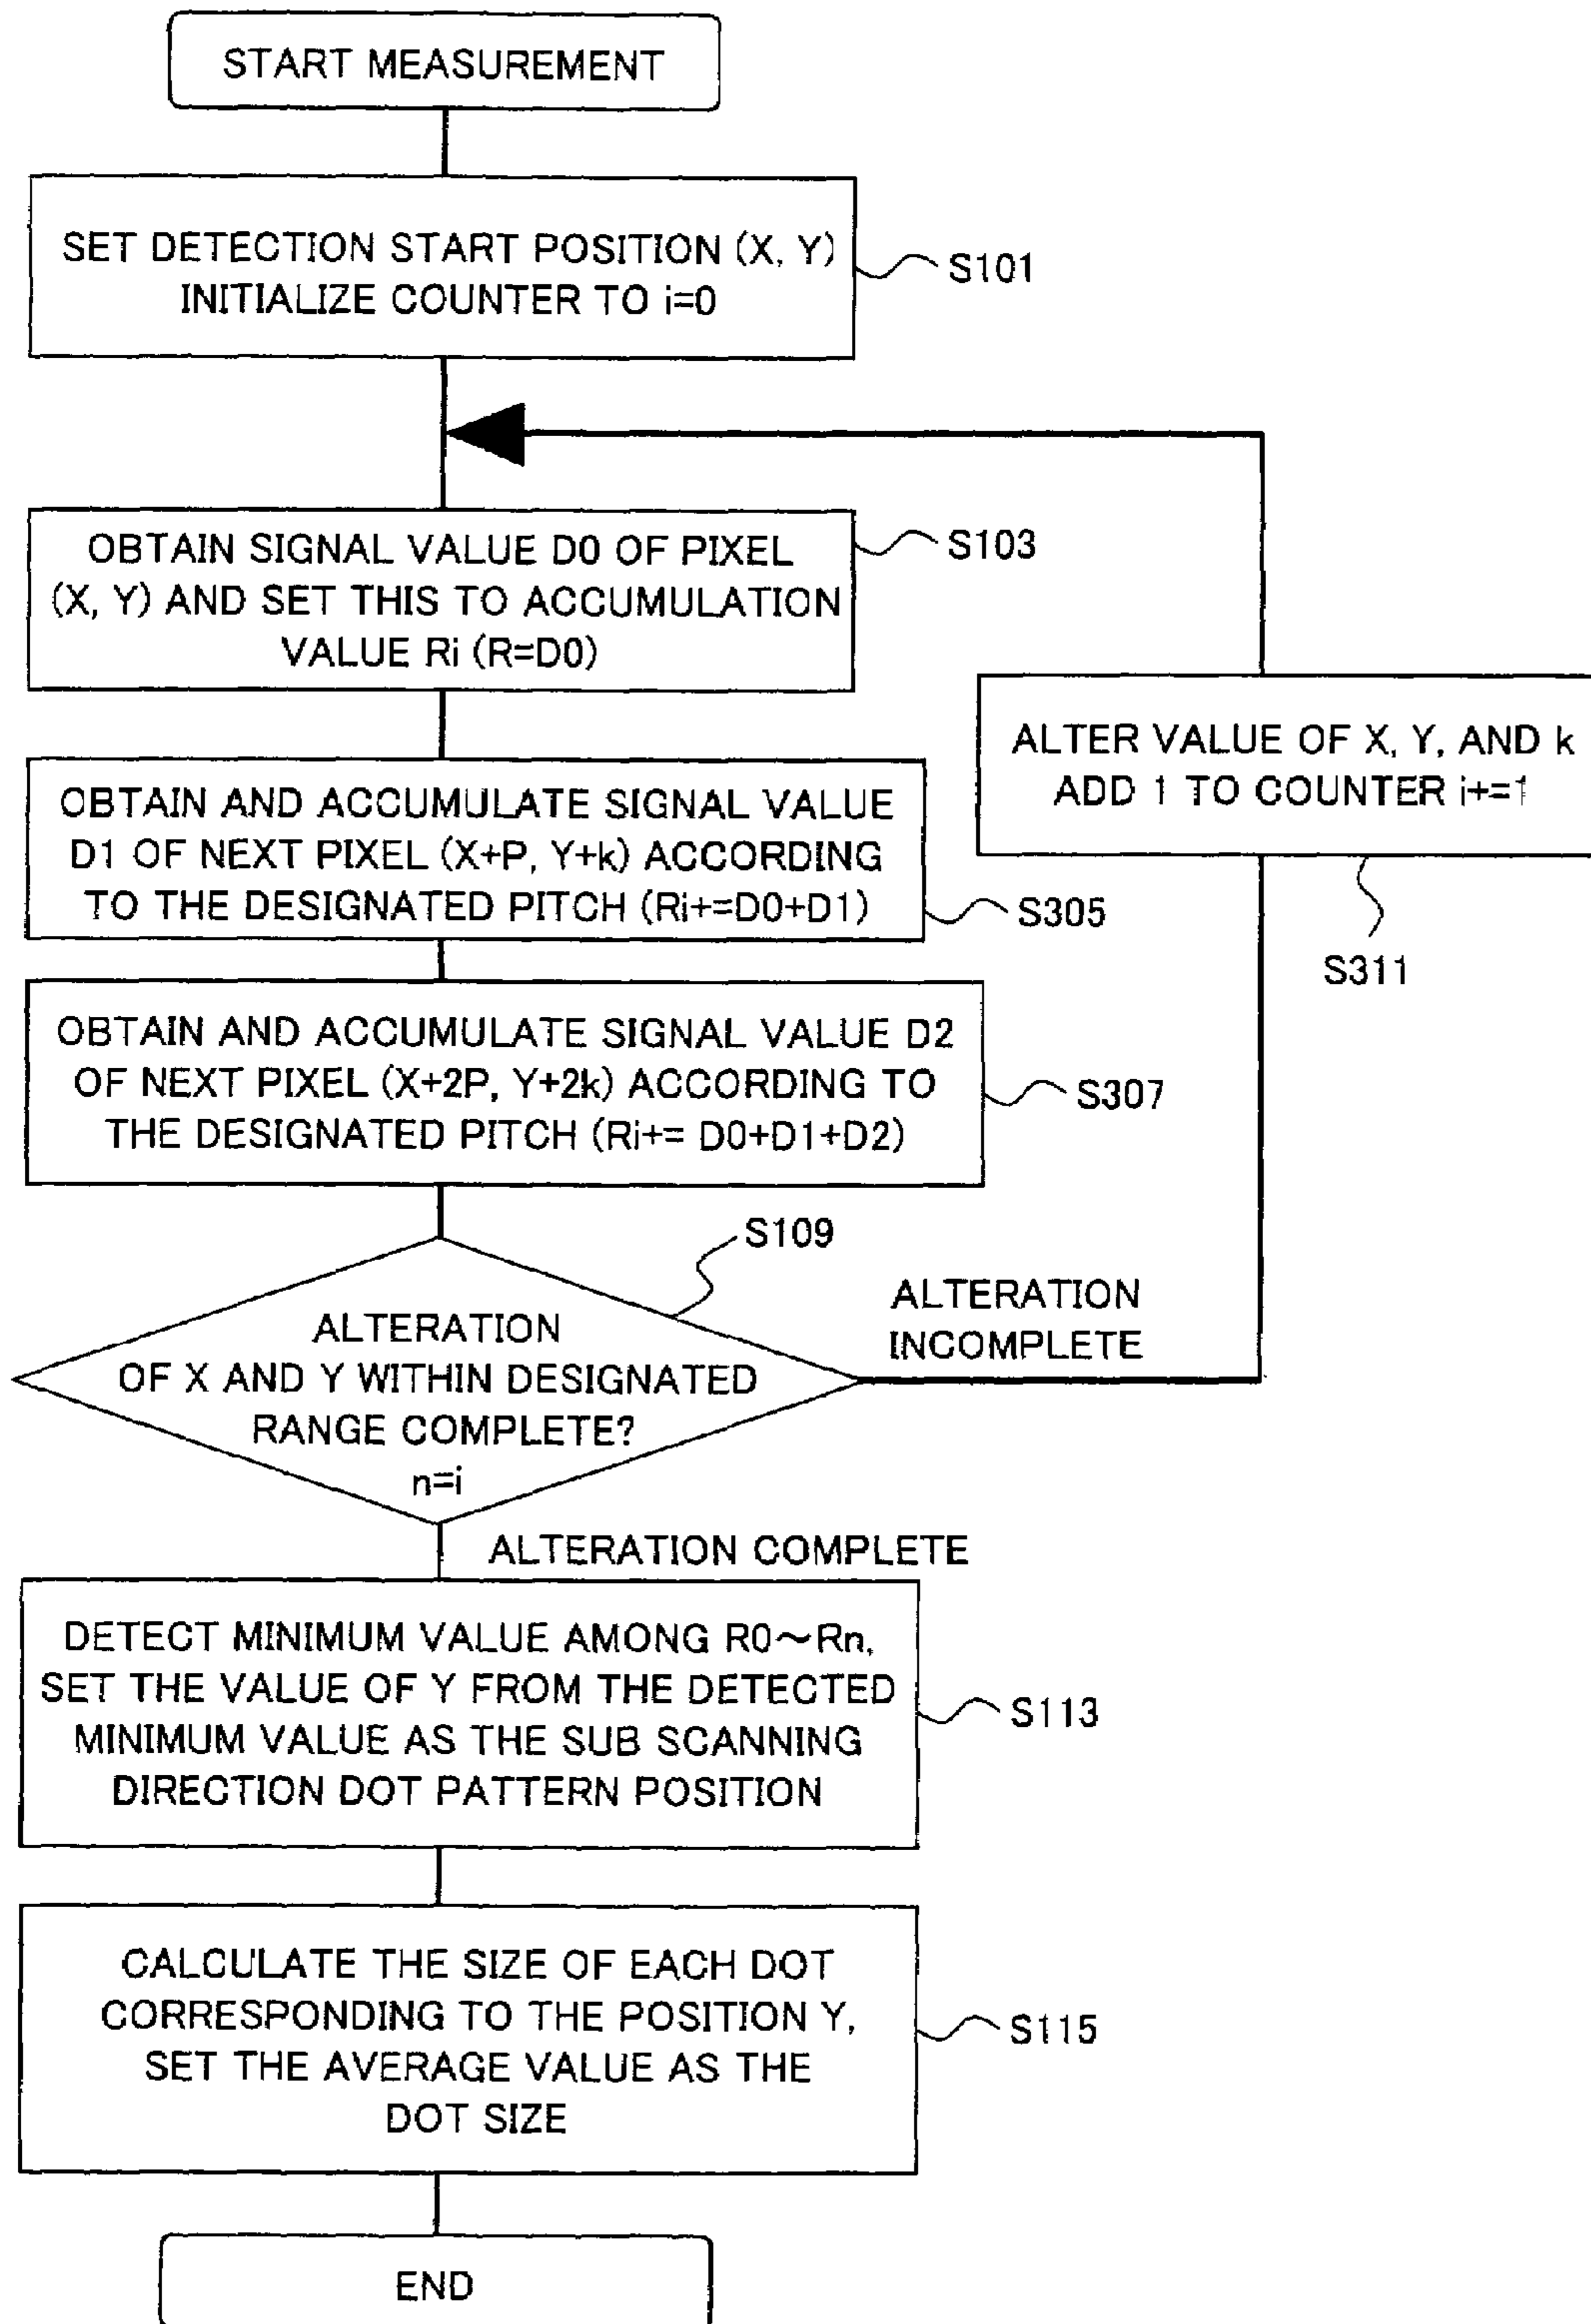 START MEASUREMENT
SET DETECTION START POSITION (X, Y)
INITIALIZE COUNTER TO i=0
S101
OBTAIN SIGNAL VALUE D0 OF PIXEL
(X, Y) AND SET THIS TO ACCUMULATION
VALUE Ri (R=D0)
S103
OBTAIN AND ACCUMULATE SIGNAL VALUE
D1 OF NEXT PIXEL (X+P, Y+k) ACCORDING
TO THE DESIGNATED PITCH (Ri+=D0+D1)
S305
ALTER VALUE OF X, Y, AND k
ADD 1 TO COUNTER i+=1
S311
OBTAIN AND ACCUMULATE SIGNAL VALUE D2
OF NEXT PIXEL (X+2P, Y+2k) ACCORDING TO
THE DESIGNATED PITCH (Ri+= D0+D1+D2)
S307
S109
ALTERATION
OF X AND Y WITHIN DESIGNATED
RANGE COMPLETE?
n=i
ALTERATION
INCOMPLETE
ALTERATION COMPLETE
DETECT MINIMUM VALUE AMONG R0~Rn,
SET THE VALUE OF Y FROM THE DETECTED
MINIMUM VALUE AS THE SUB SCANNING
DIRECTION DOT PATTERN POSITION
S113
CALCULATE THE SIZE OF EACH DOT
CORRESPONDING TO THE POSITION Y,
SET THE AVERAGE VALUE AS THE
DOT SIZE
S115
END